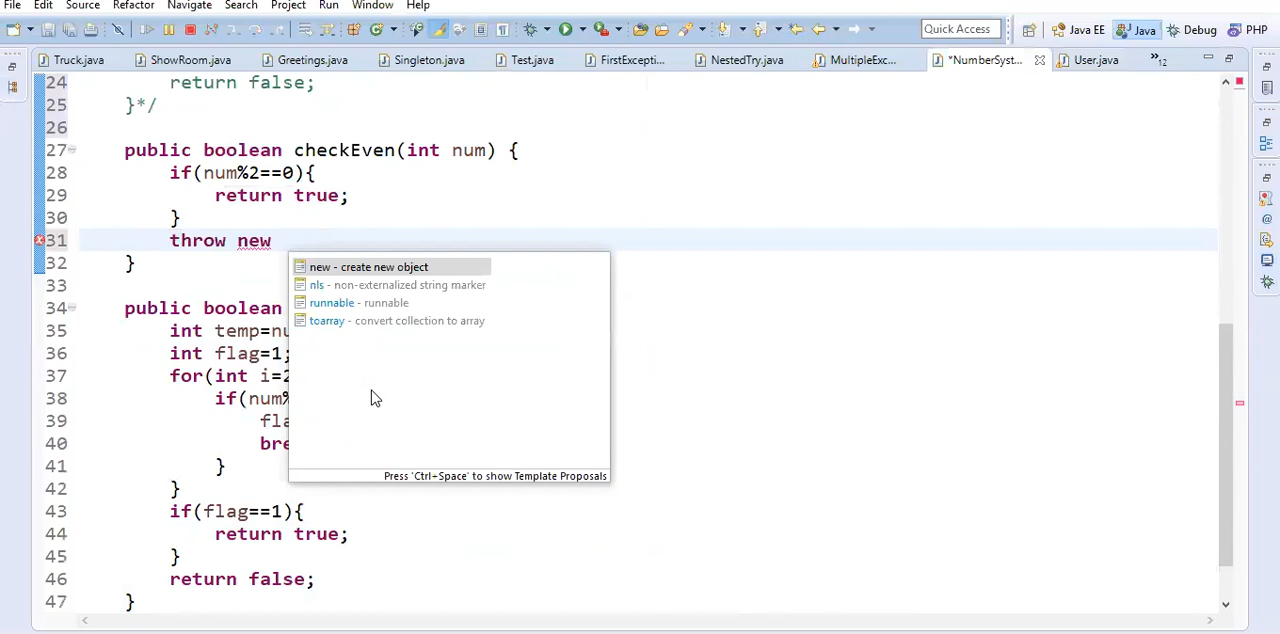 File Edit Source Refactor Navigate Search Project Run Window Help
Quick Access Java EE Java Debug PHP
Truck.java ShowRoom.java Greetings.java Singleton.java Test.java FirstExcepti... NestedTry.java MultipleExc... *NumberSyst... User.java »12
24 return false;
25 }*/
26
27 public boolean checkEven(int num) {
28 if(num%2==0){
29 return true;
30 }
31 throw new
32 }
33
34 public boolean
35 int temp=nu
36 int flag=1;
37 for(int i=2
38 if(num%
39 fla
40 bre
41 }
42 }
43 if(flag==1){
44 return true;
45 }
46 return false;
47 }
new - create new object
nls - non-externalized string marker
runnable - runnable
toarray - convert collection to array
Press 'Ctrl+Space' to show Template Proposals